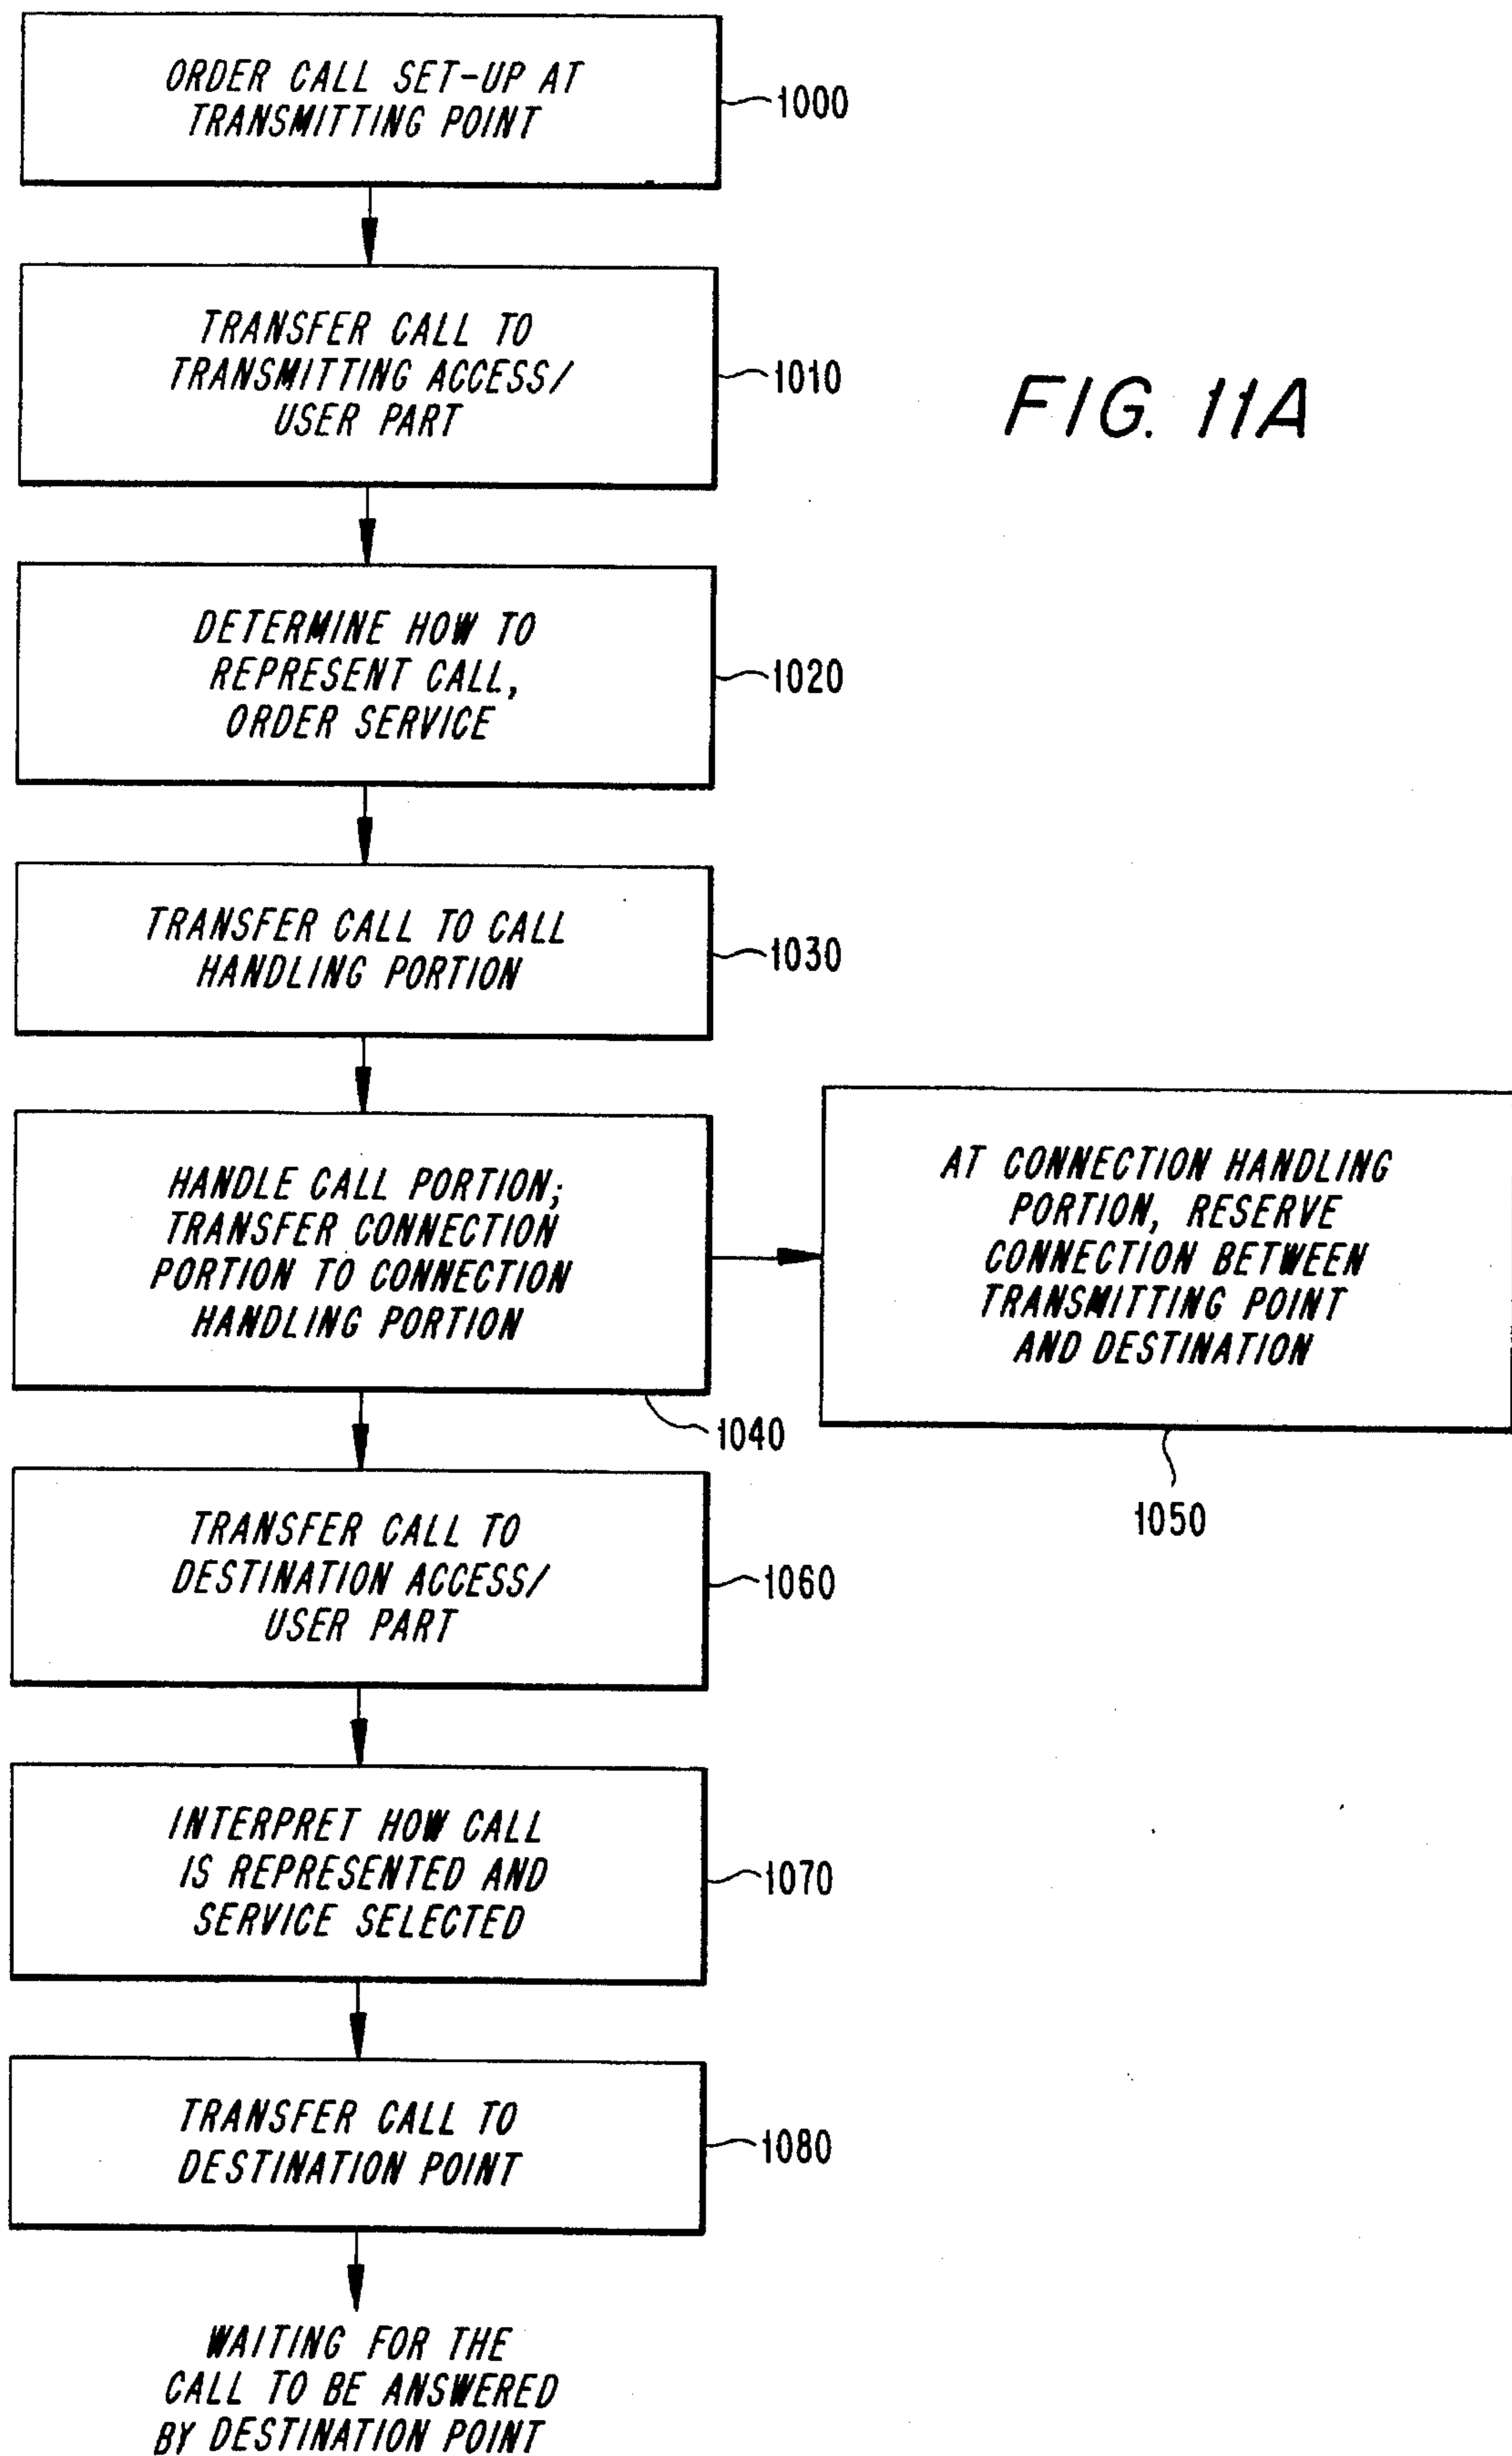 ORDER CALL SET-UP AT
TRANSMITTING POINT
1000
TRANSFER CALL TO
TRANSMITTING ACCESS/
USER PART
1010
FIG. 11A
DETERMINE HOW TO
REPRESENT CALL,
ORDER SERVICE
1020
TRANSFER CALL TO CALL
HANDLING PORTION
1030
HANDLE CALL PORTION;
TRANSFER CONNECTION
PORTION TO CONNECTION
HANDLING PORTION
1040
AT CONNECTION HANDLING
PORTION, RESERVE
CONNECTION BETWEEN
TRANSMITTING POINT
AND DESTINATION
1050
TRANSFER CALL TO
DESTINATION ACCESS/
USER PART
1060
INTERPRET HOW CALL
IS REPRESENTED AND
SERVICE SELECTED
1070
TRANSFER CALL TO
DESTINATION POINT
1080
WAITING FOR THE
CALL TO BE ANSWERED
BY DESTINATION POINT